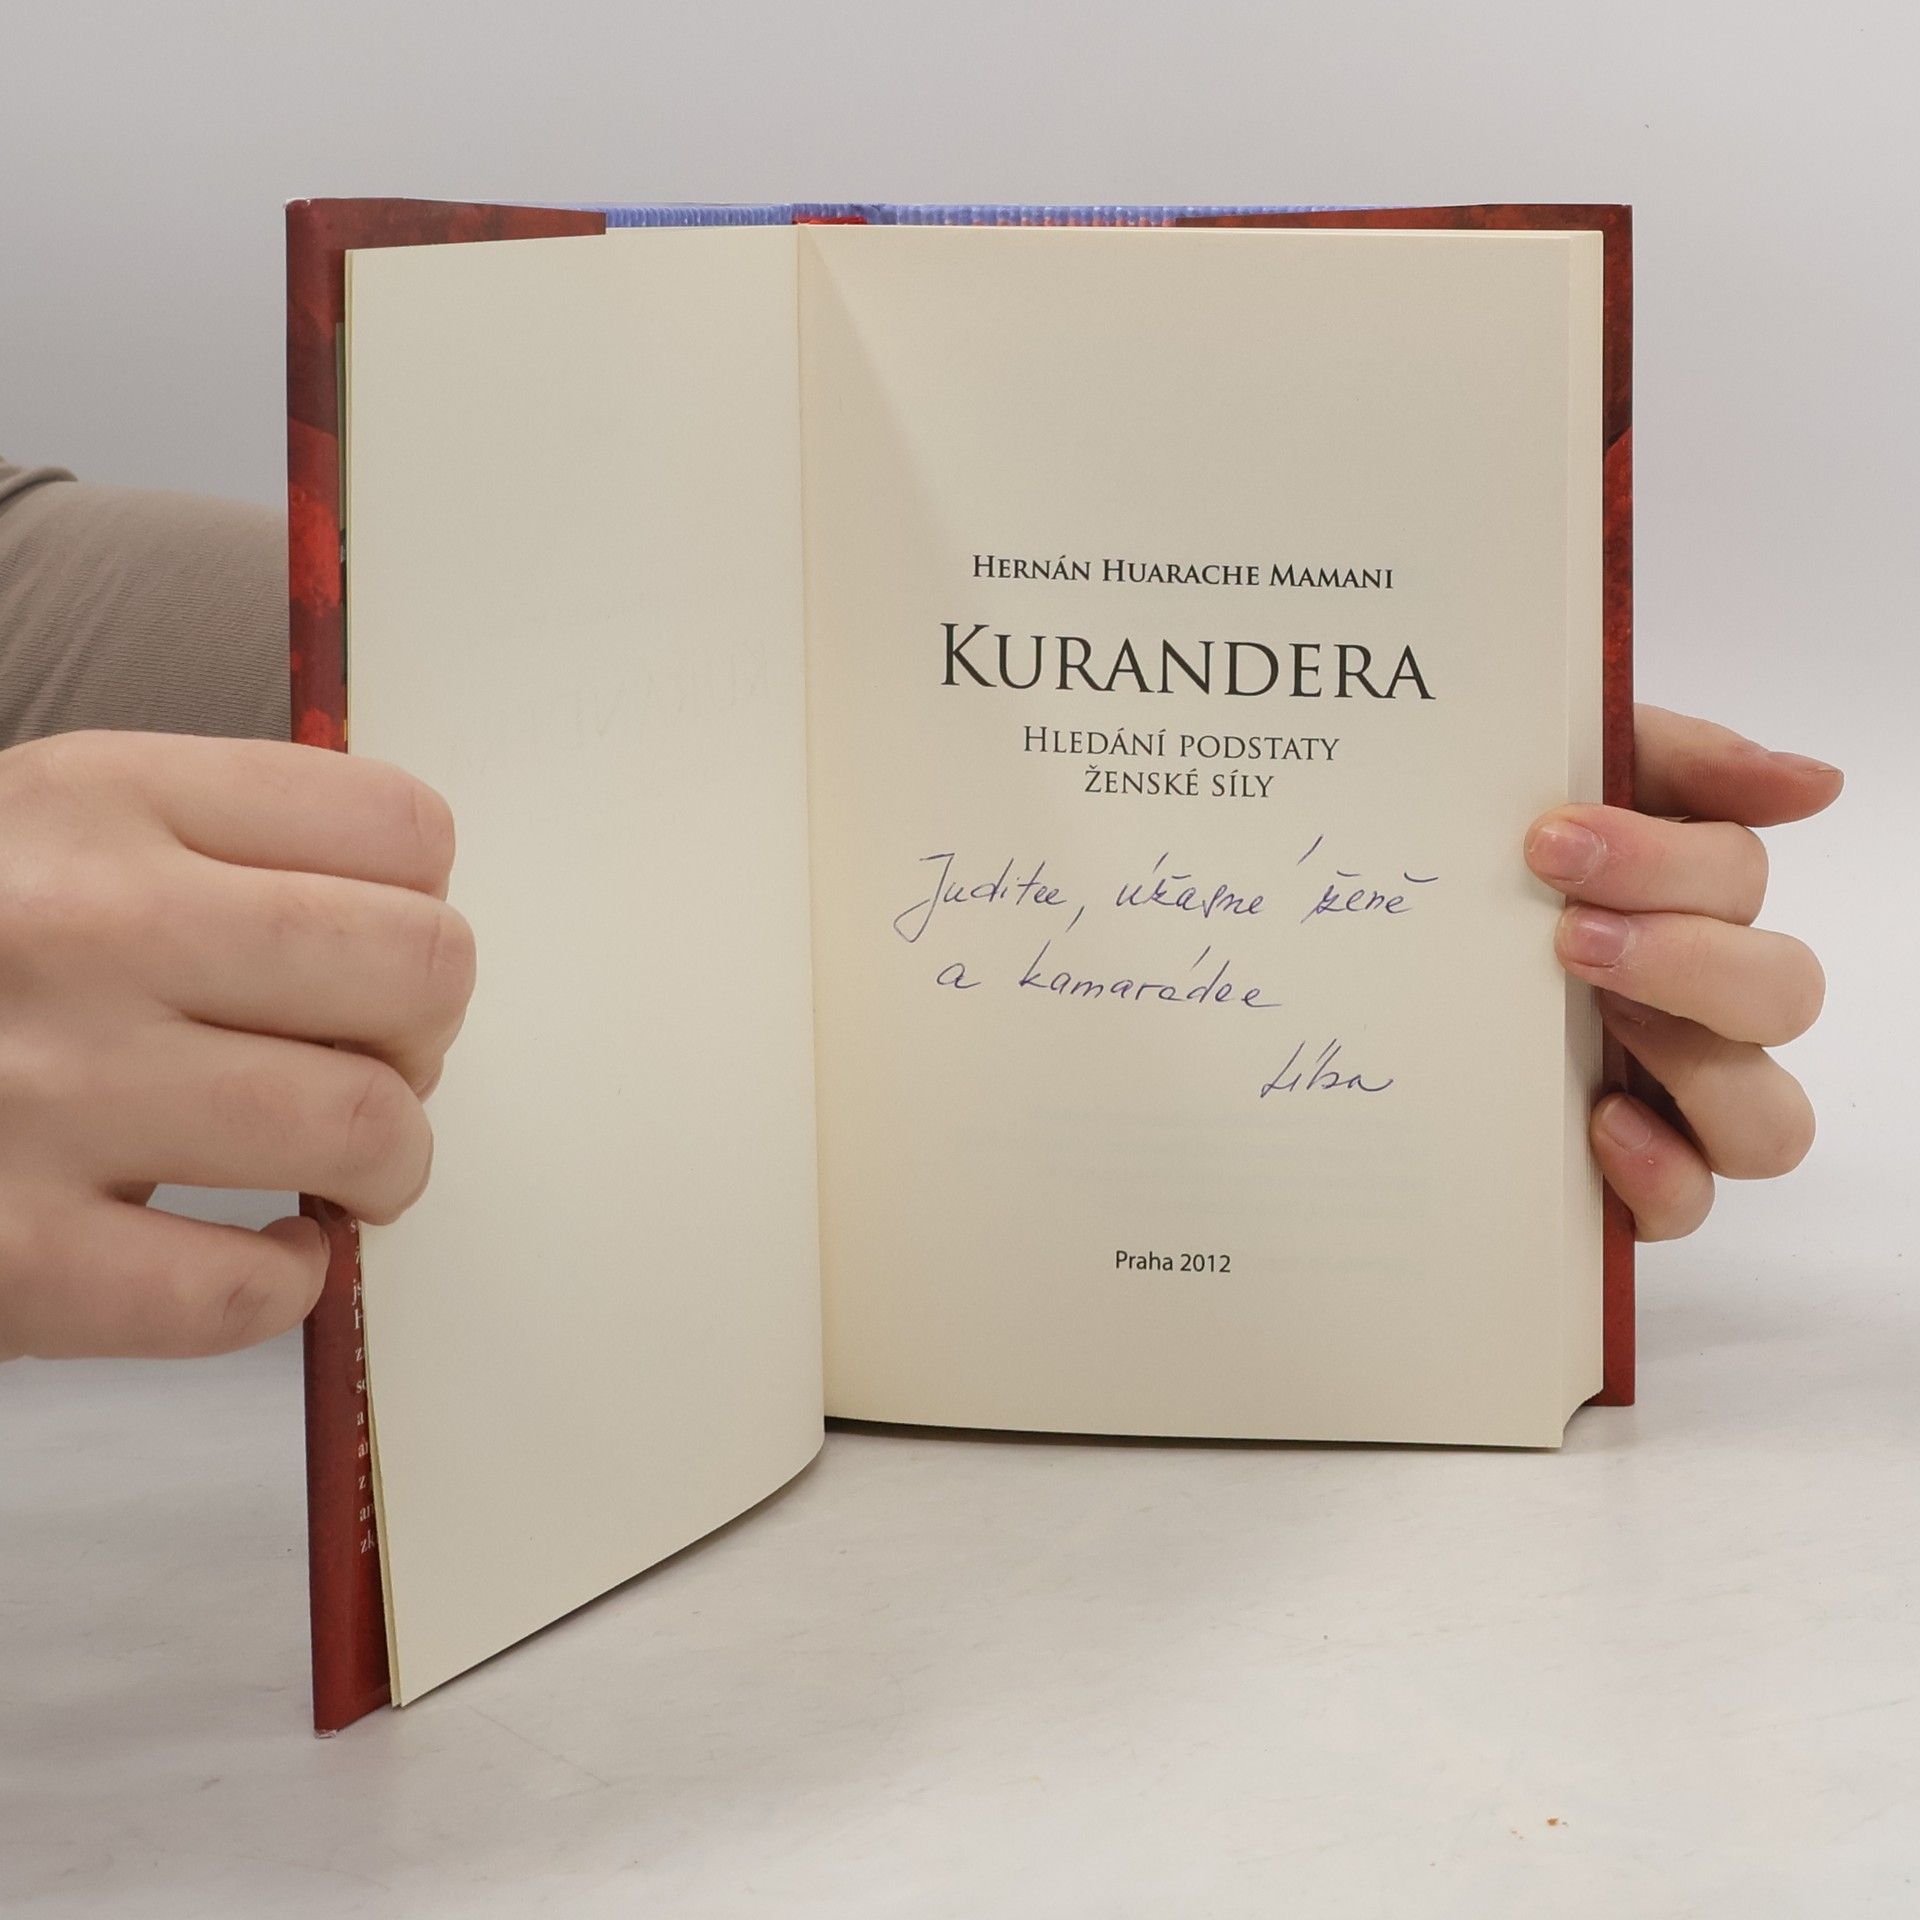 HERNÁN HUARACHE MAMANI
KURANDERA
HLEDÁNÍ PODSTATY
ŽENSKÉ SÍLY
Juditce, úžasné ženě
a kamarádce
Líba
Praha 2012